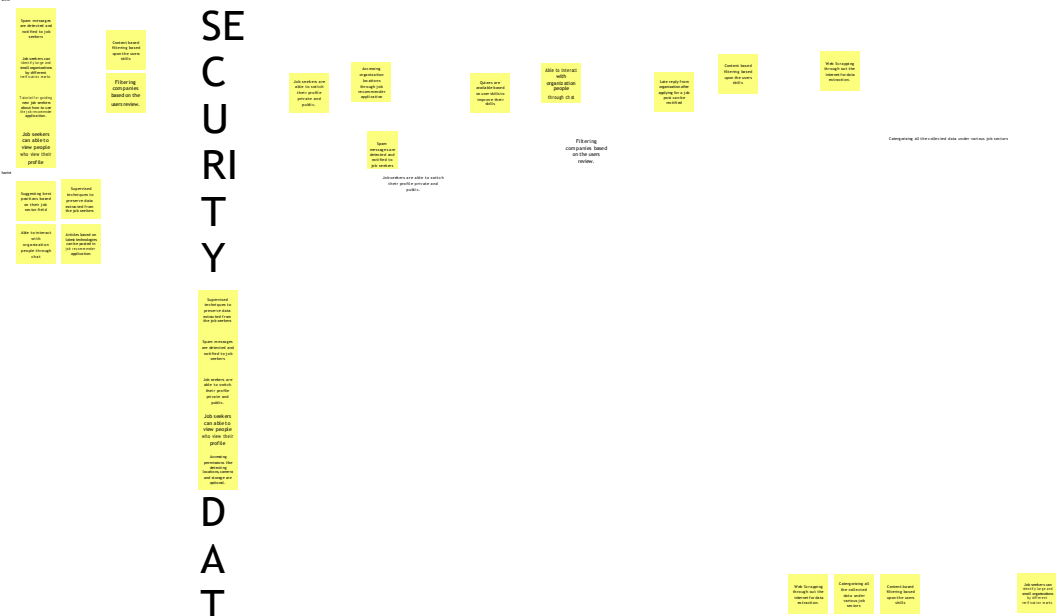 Spam messages
are detected and
notified to job
seekers
Job seekers can
identify large and
small organisations
by different
verification marks
Tutorial for guiding
new job seekers
about how to use
the job recommender
application.
Job seekers
can able to
view people
who view their
profile
Content based
filtering based
upon the users
skills
Filtering
companies
based on the
users review.
Suggesting best
positions based
on their job
sector field
Supervised
techniques to
preserve data
extracted from
the job seekers
Able to interact
with
organization
people through
chat
Articles based on
latest technologies
can be posted in
job recommender
application
SE
C
U
RI
T
Y
Supervised
techniques to
preserve data
extracted from
the job seekers
Spam messages
are detected and
notified to job
seekers
Job seekers are
able to switch
their profile
private and
public.
Job seekers
can able to
view people
who view their
profile
Accessing
permissions like
detecting
locations, camera
and storage are
optional.
D
A
T
Job seekers are
able to switch
their profile
private and
public.
Accessing
organization
locations
through job
recommender
application
Spam
messages are
detected and
notified to
job seekers
Job seekers are able to switch
their profile private and
public.
Quizes are
available based
on user skills to
improve their
skills
Able to interact
with
organization
people
through chat
Filtering
companies based
on the users
review.
Late reply from
organization after
applying for a job
post can be
rectified
Content based
filtering based
upon the users
skills
Web Scrapping
through out the
internet for data
extraction.
Categorising all the collected data under various job sectors
Web Scrapping
through out the
internet for data
extraction.
Categorising all
the collected
data under
various job
sectors
Content based
filtering based
upon the users
skills
Job seekers can
identify large and
small organisations
by different
verification marks